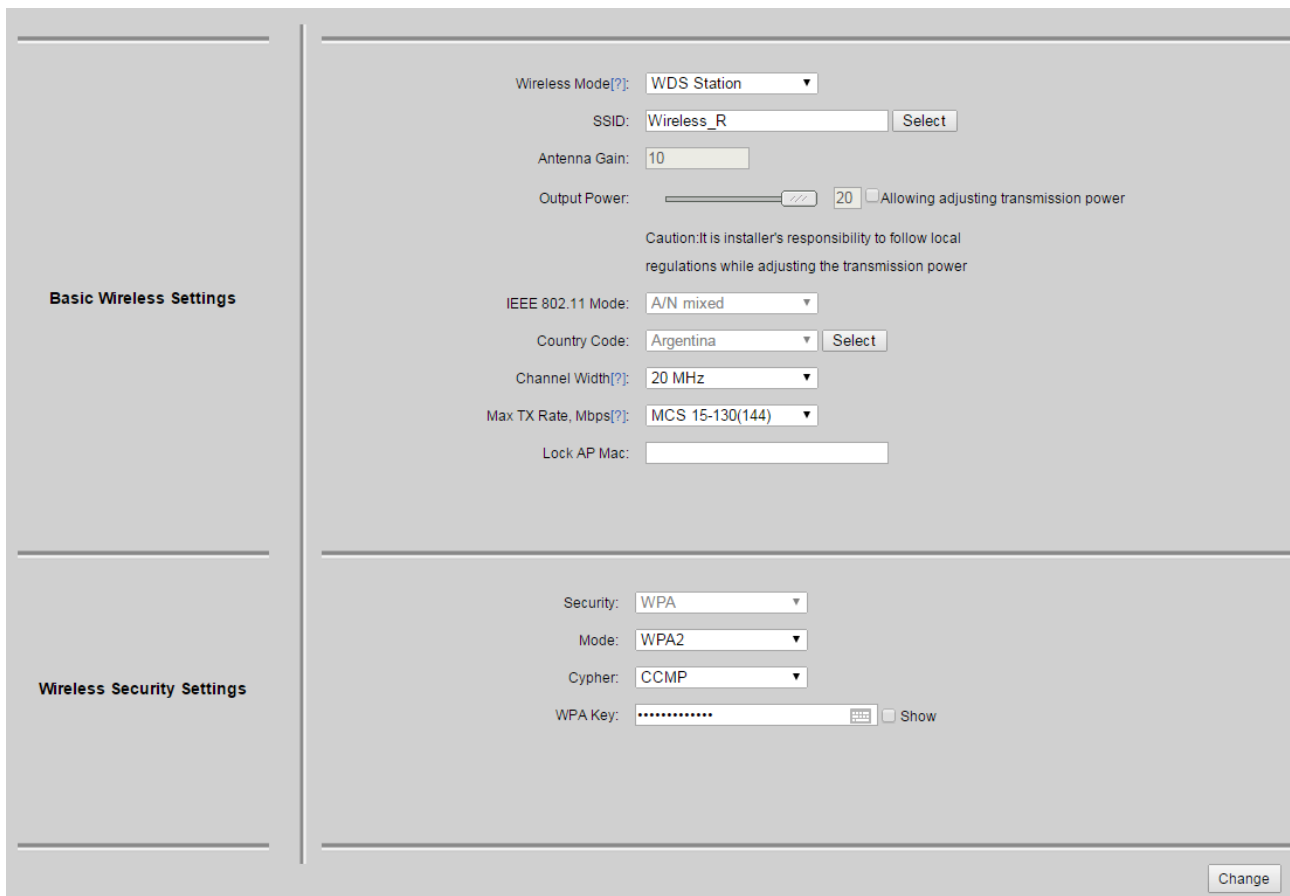 Basic Wireless Settings
Wireless Mode[?]: WDS Station
SSID: Wireless_R Select
Antenna Gain: 10
Output Power: 20 Allowing adjusting transmission power
Caution:It is installer's responsibility to follow local
regulations while adjusting the transmission power
IEEE 802.11 Mode: A/N mixed
Country Code: Argentina Select
Channel Width[?]: 20 MHz
Max TX Rate, Mbps[?]: MCS 15-130(144)
Lock AP Mac:
Wireless Security Settings
Security: WPA
Mode: WPA2
Cypher: CCMP
WPA Key: ••••••••••••• Show
Change